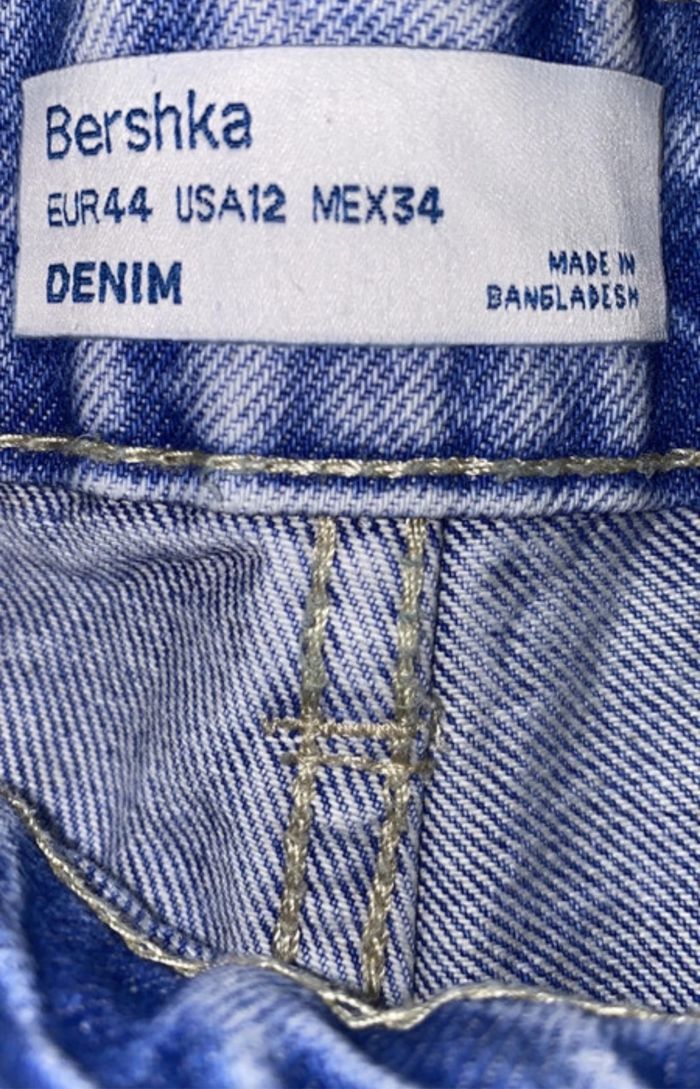 Bershka
EUR44 USA12 MEX34
DENIM
MADE IN
BANGLADESH